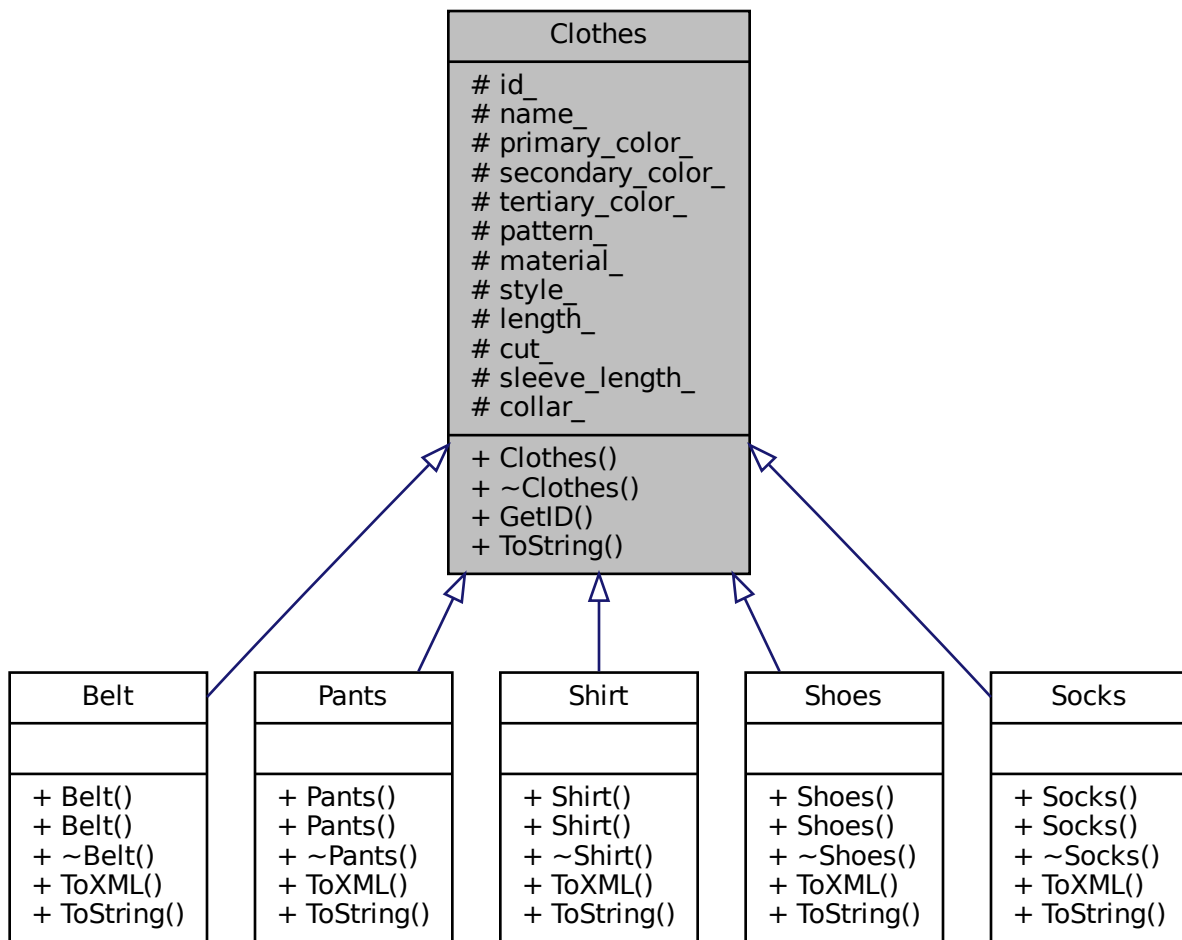 Clothes
# id_
# name_
# primary_color_
# secondary_color_
# tertiary_color_
# pattern_
# material_
# style_
# length_
# cut_
# sleeve_length_
# collar_
+ Clothes()
+ ~Clothes()
+ GetID()
+ ToString()
Belt
+ Belt()
+ Belt()
+ ~Belt()
+ ToXML()
+ ToString()
Pants
+ Pants()
+ Pants()
+ ~Pants()
+ ToXML()
+ ToString()
Shirt
+ Shirt()
+ Shirt()
+ ~Shirt()
+ ToXML()
+ ToString()
Shoes
+ Shoes()
+ Shoes()
+ ~Shoes()
+ ToXML()
+ ToString()
Socks
+ Socks()
+ Socks()
+ ~Socks()
+ ToXML()
+ ToString()